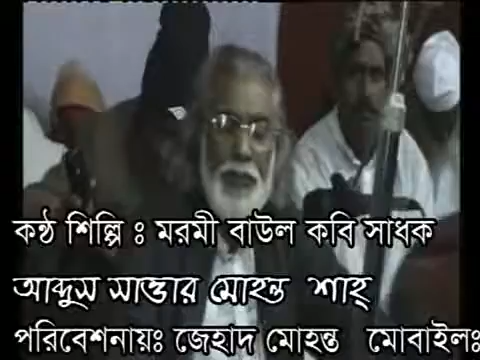 কন্ঠ শিল্পি ঃ মরমী বাউল কবি সাধক
আব্দুস সাত্তার মোহন্ত শাহ্
পরিবেশনায়ঃ জেহাদ মোহন্ত মোবাইলঃ